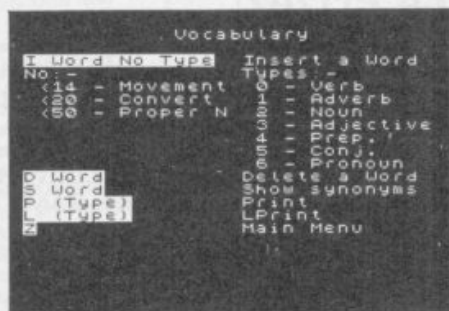 Vocabulary
I Word No Type Insert a Word
No:- Types:-
<14 - Movement 0 - Verb
<20 - Convert 1 - Adverb
<50 - Proper N 2 - Noun
3 - Adjective
4 - Prep.
5 - Conj.
6 - Pronoun
D Word Delete a Word
S Word Show synonyms
P (Type) Print
L (Type) LPrint
Z Main Menu